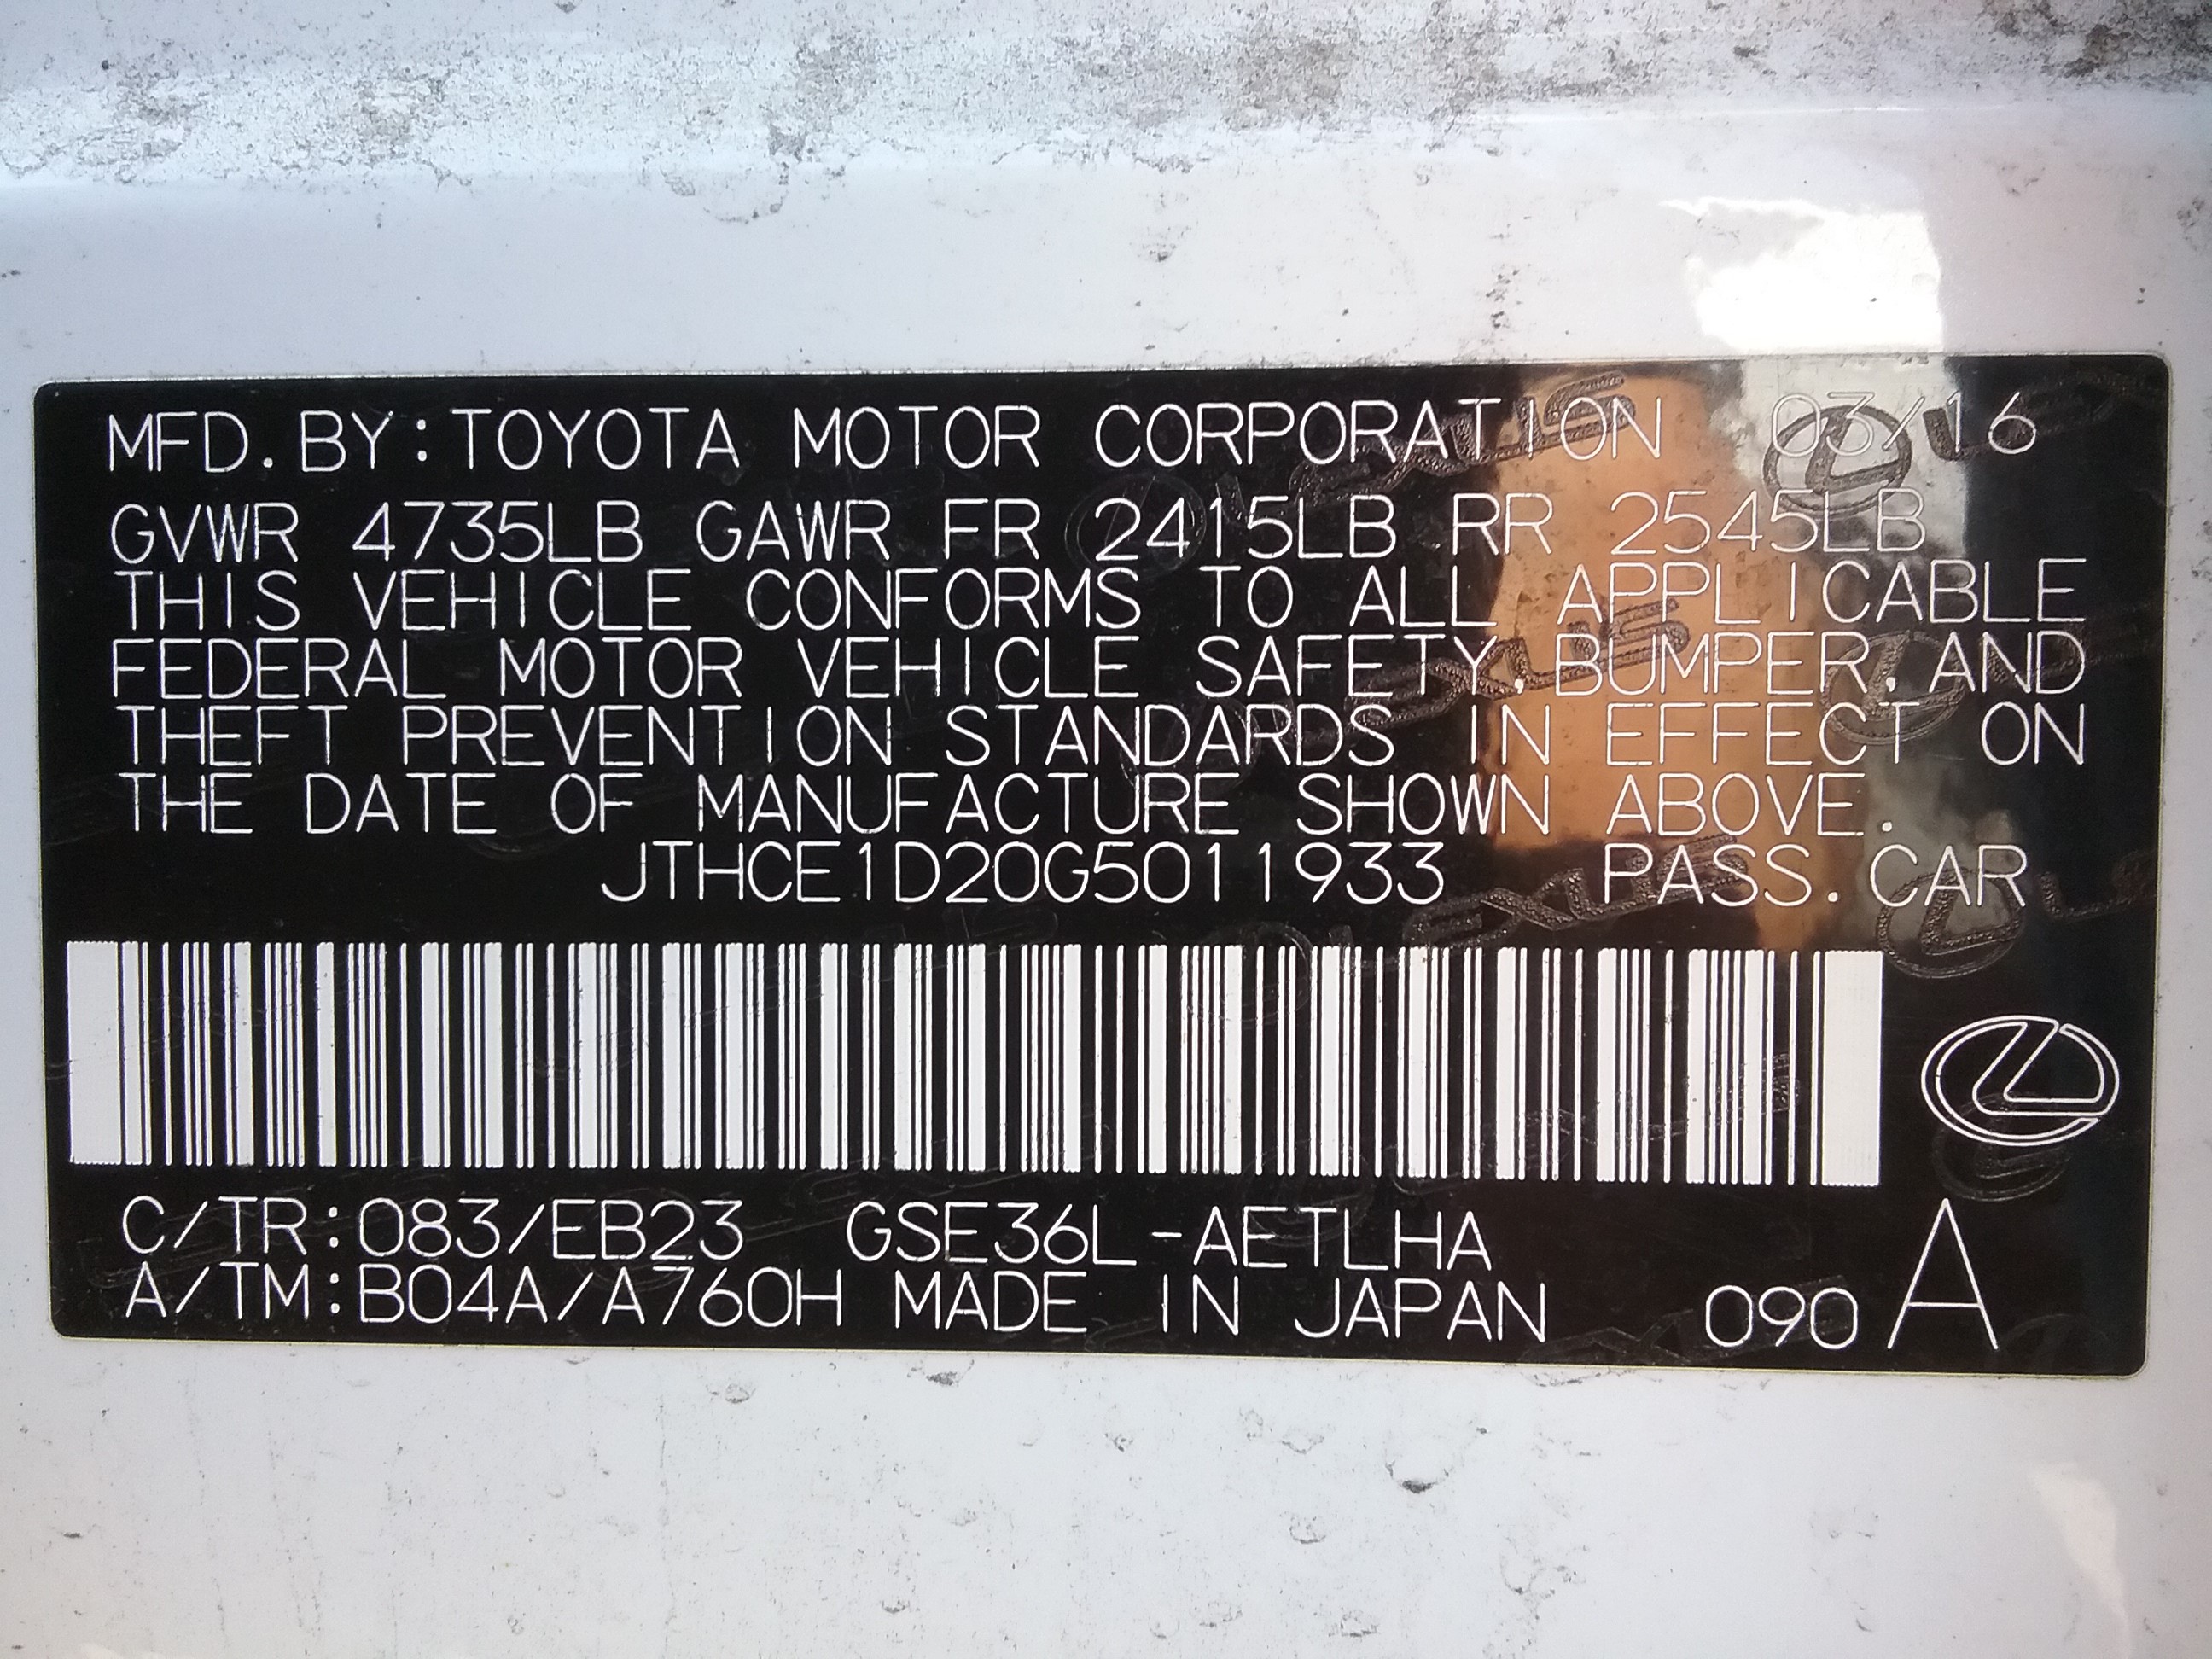 MFD.BY:TOYOTA MOTOR CORPORATION 03/16
GVWR 4735LB GAWR FR 2415LB RR 2545LB
THIS VEHICLE CONFORMS TO ALL APPLICABLE
FEDERAL MOTOR VEHICLE SAFETY,BUMPER,AND
THEFT PREVENTION STANDARDS IN EFFECT ON
THE DATE OF MANUFACTURE SHOWN ABOVE.
JTHCE1D20G5011933 PASS.CAR
C/TR:083/EB23 GSE36L-AETLHA
A/TM:B04A/A760H MADE IN JAPAN 090 A